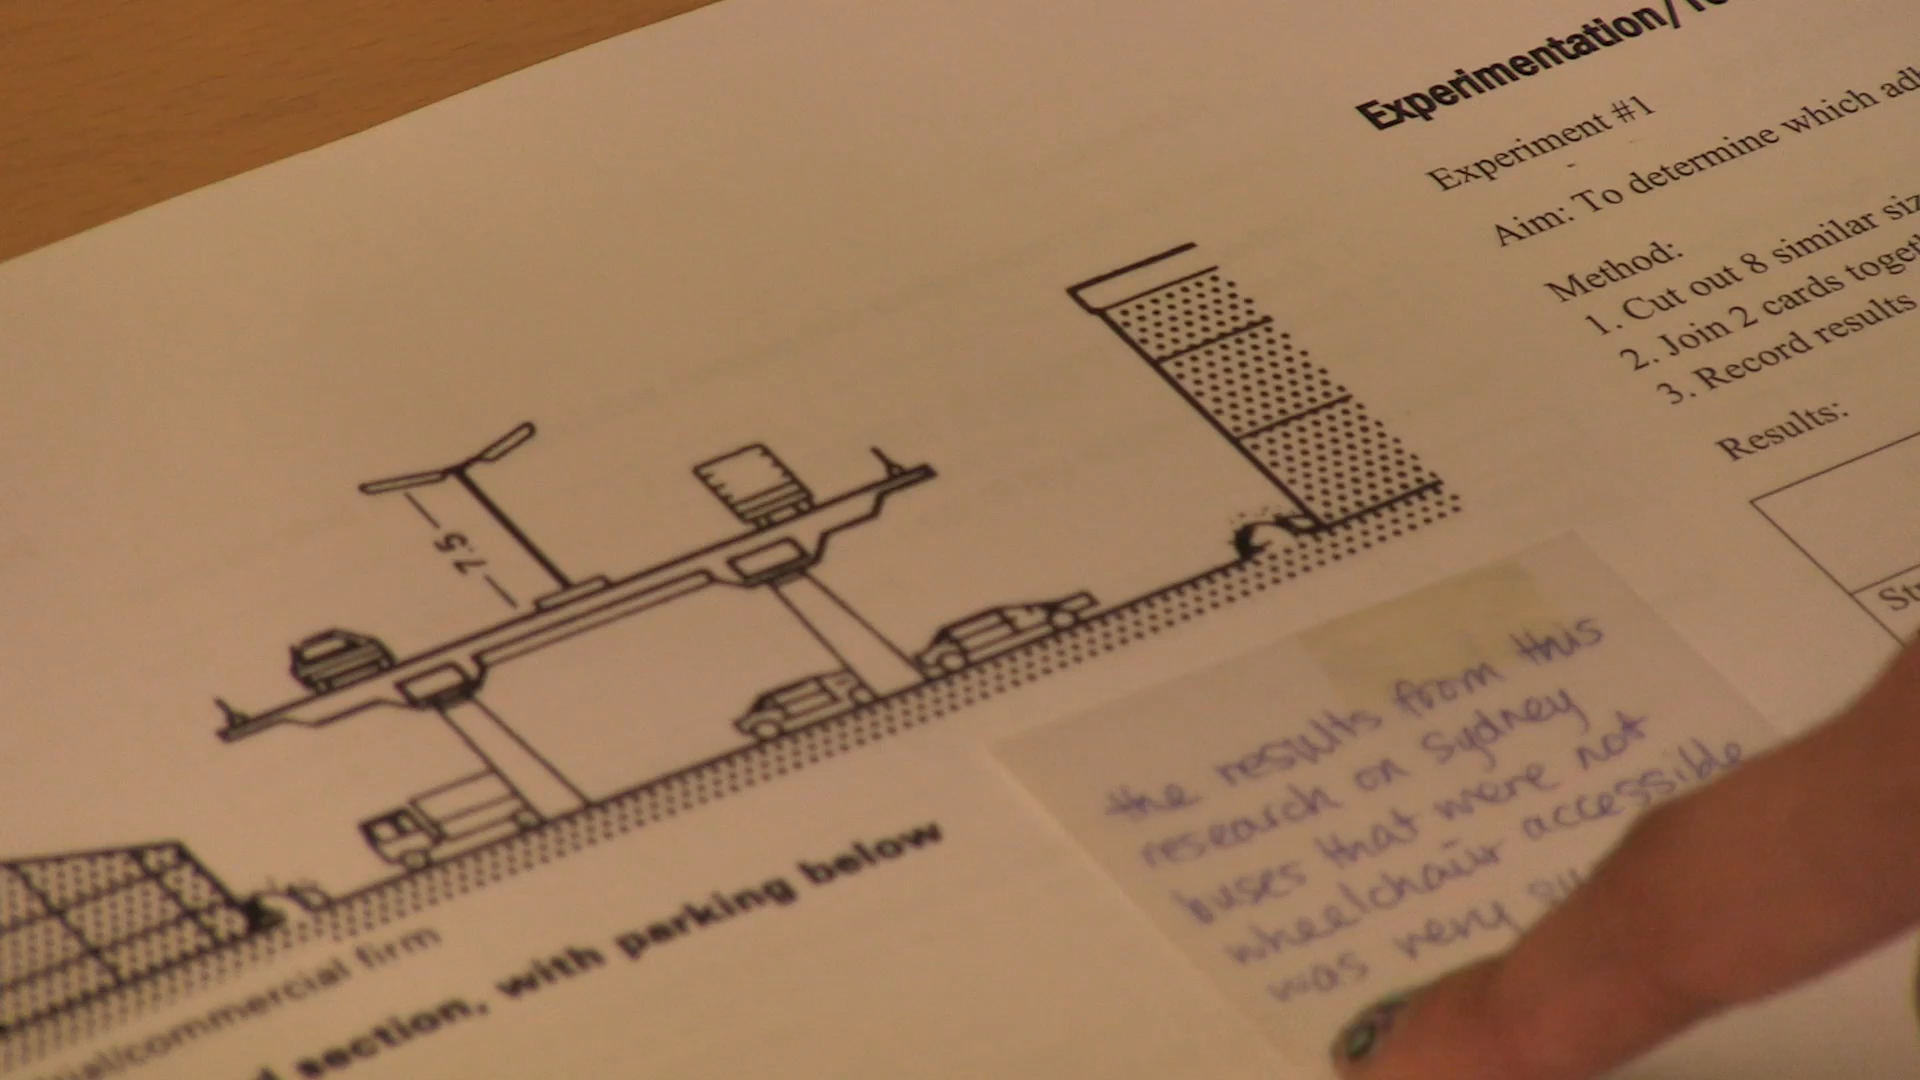 Experimentation/
Experiment #1
Aim: To determine which
Method:
1. Cut out 8 similar
2. Join 2 cards
3. Record results
Results:
7.5
commercial firm
section, with parking below
the results from this
research on Sydney
buses that were not
wheelchair accessible
was very